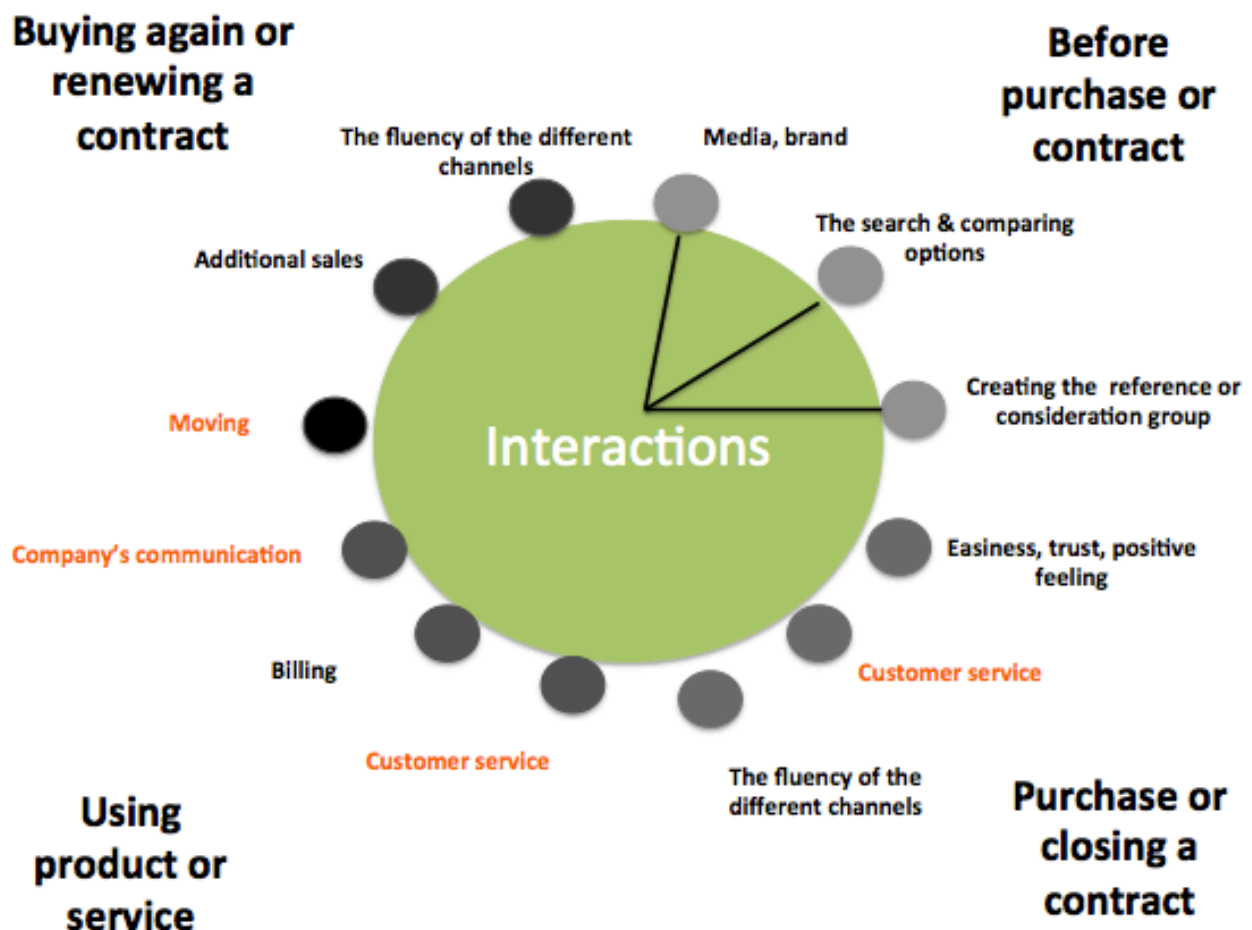 Buying again or
renewing a
contract
Before
purchase or
contract
The fluency of the different
channels
Media, brand
The search & comparing
options
Additional sales
Creating the  reference or
consideration group
Moving
Interactions
Company's communication
Easiness, trust, positive
feeling
Billing
Customer service
Customer service
The fluency of the
different channels
Using
product or
service
Purchase or
closing a
contract